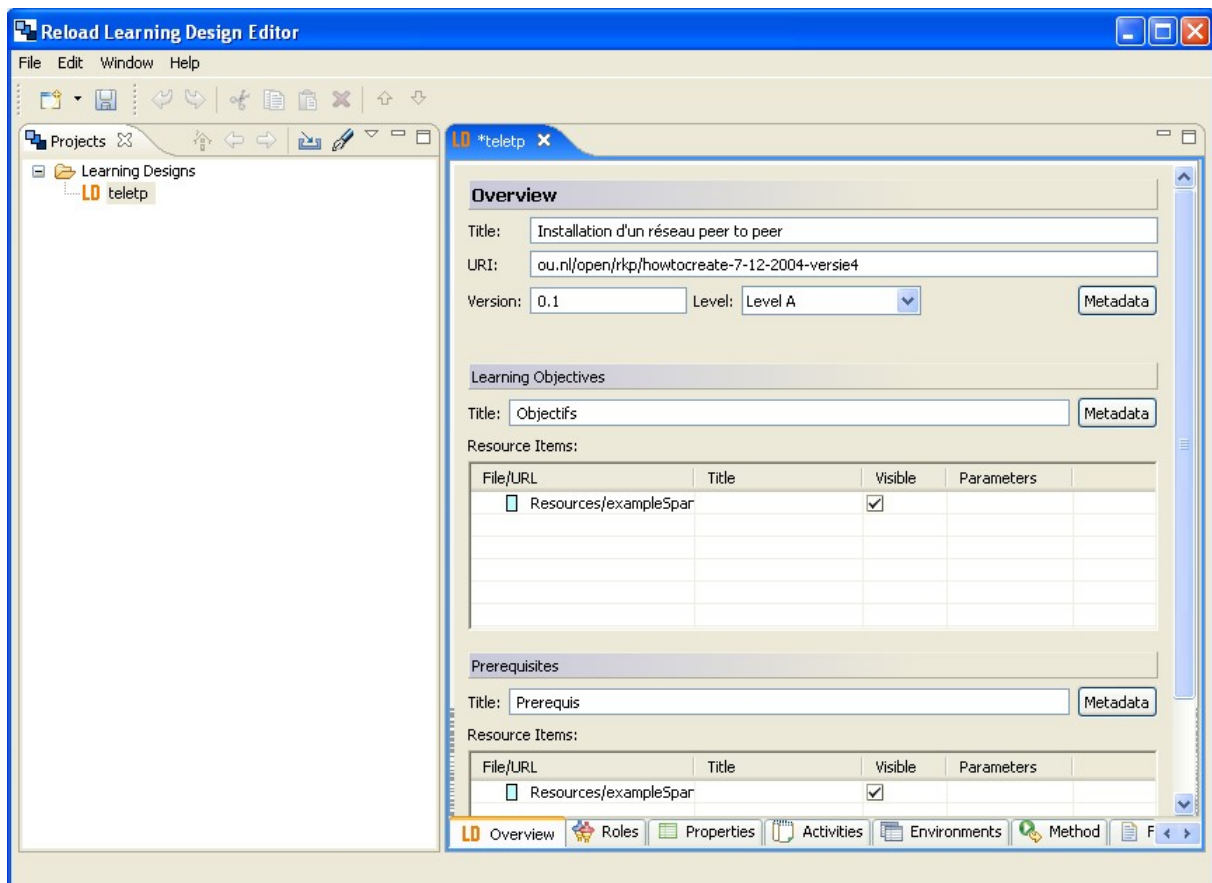 Reload Learning Design Editor
File Edit Window Help
Projects
Learning Designs
LD teletp
LD *teletp
Overview
Title: Installation d'un réseau peer to peer
URI: ou.nl/open/rkp/howtocreate-7-12-2004-versie4
Version: 0.1 Level: Level A Metadata
Learning Objectives
Title: Objectifs Metadata
Resource Items:
File/URL Title Visible Parameters
Resources/exampleSpar
Prerequisites
Title: Prerequis Metadata
Resource Items:
File/URL Title Visible Parameters
Resources/exampleSpar
LD Overview Roles Properties Activities Environments Method F